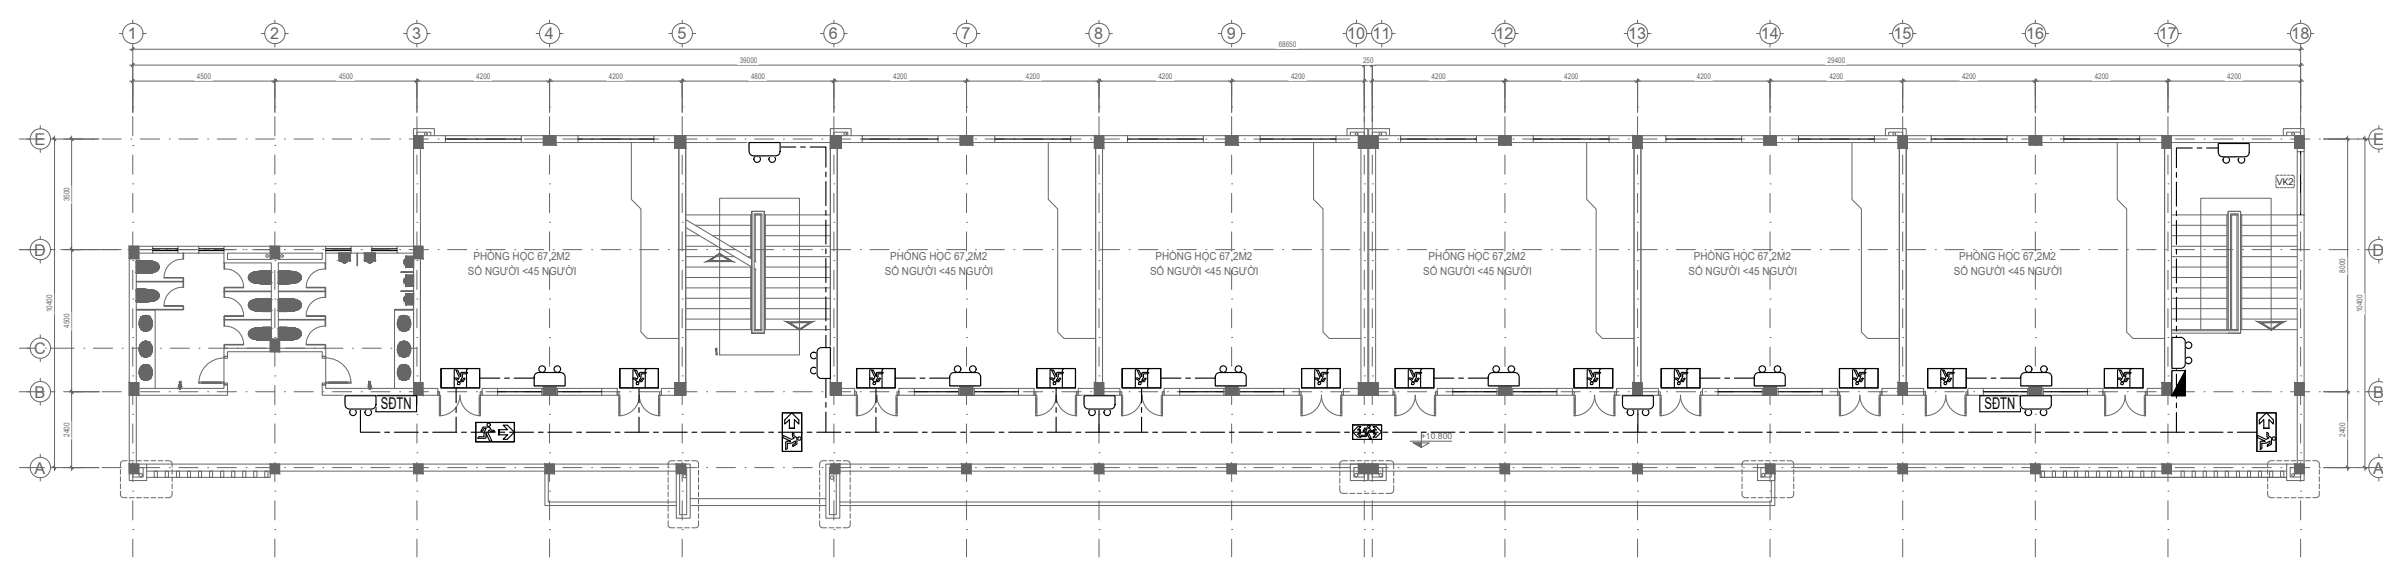 1 2 3 4 5 6 7 8 9 10 11 12 13 14 15 16 17 18
68650
39000 250 29400
4500 4500 4200 4200 4800 4200 4200 4200 4200 4200 4200 4200 4200 4200 4200 4200
E E
3500
VK2
D D
PHÒNG HỌC 67,2M2
SỐ NGƯỜI <45 NGƯỜI
PHÒNG HỌC 67,2M2
SỐ NGƯỜI <45 NGƯỜI
PHÒNG HỌC 67,2M2
SỐ NGƯỜI <45 NGƯỜI
PHÒNG HỌC 67,2M2
SỐ NGƯỜI <45 NGƯỜI
PHÒNG HỌC 67,2M2
SỐ NGƯỜI <45 NGƯỜI
PHÒNG HỌC 67,2M2
SỐ NGƯỜI <45 NGƯỜI
8000
10400 10400
4500
C
B B
SĐTN SĐTN
2400 2400
+10.800
A A